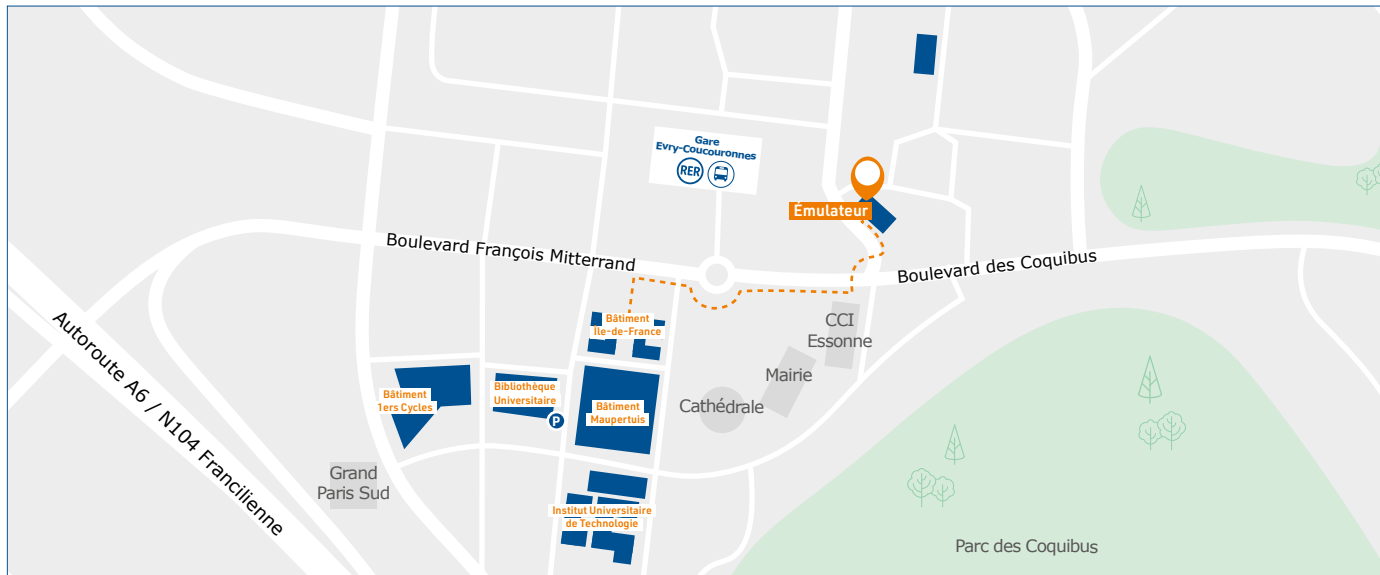 Gare
Evry-Coucouronnes
RER
Émulateur
Boulevard François Mitterrand
Boulevard des Coquibus
Bâtiment
Île-de-France
CCI
Essonne
Mairie
Cathédrale
Autoroute A6 / N104 Francilienne
Bâtiment
1ers Cycles
Bibliothèque
Universitaire
P
Bâtiment
Maupertuis
Grand
Paris Sud
Institut Universitaire
de Technologie
Parc des Coquibus